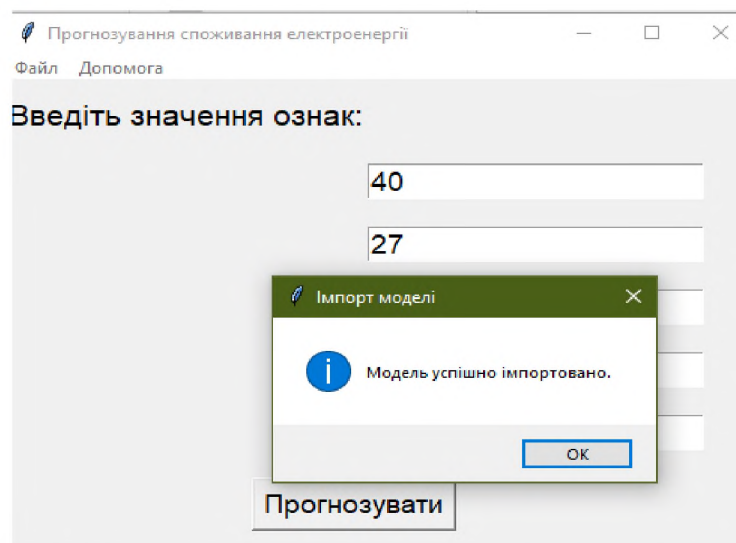 Прогнозування споживання електроенергії
Файл Допомога
Введіть значення ознак:
40
27
Імпорт моделі
Модель успішно імпортовано.
OK
Прогнозувати